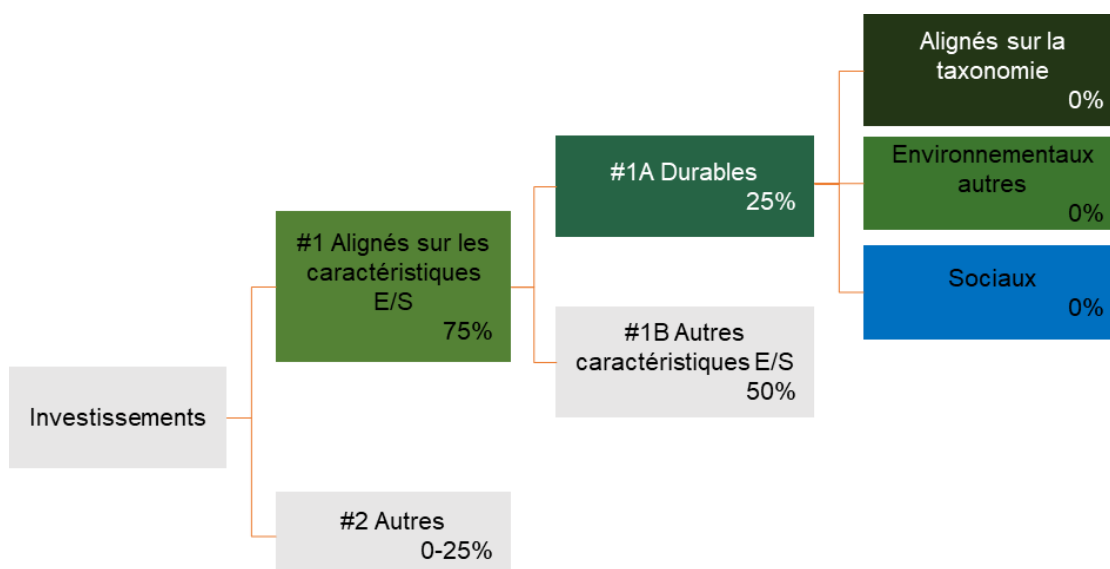 Investissements
#1 Alignés sur les
caractéristiques
E/S
75%
#2 Autres
0-25%
#1A Durables
25%
#1B Autres
caractéristiques E/S
50%
Alignés sur la
taxonomie
0%
Environnementaux
autres
0%
Sociaux
0%